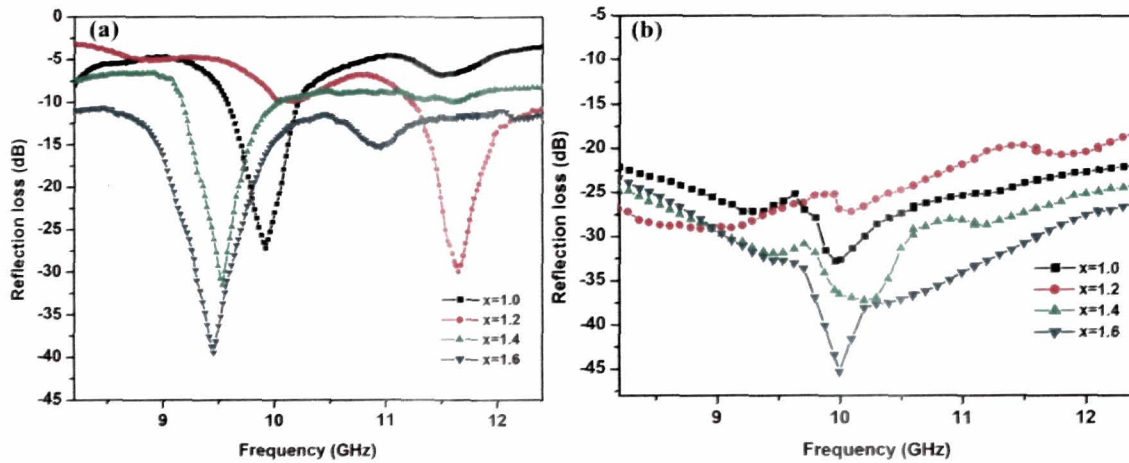 (a)
0
-5
-10
-15
-20
-25
-30
-35
-40
-45
Reflection loss (dB)
9
10
11
12
Frequency (GHz)
x=1.0
x=1.2
x=1.4
x=1.6
(b)
-5
-10
-15
-20
-25
-30
-35
-40
-45
Reflection loss (dB)
9
10
11
12
Frequency (GHz)
x=1.0
x=1.2
x=1.4
x=1.6